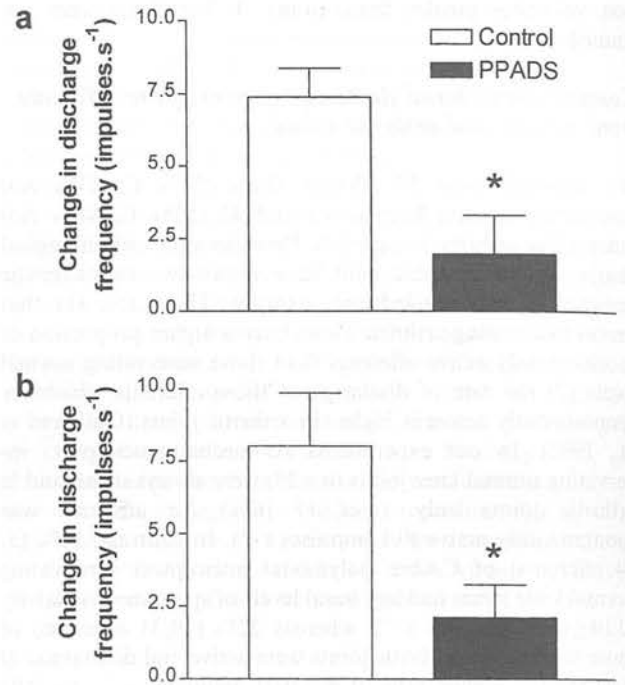 a
Change in discharge
frequency (impulses.s⁻¹)
10.0
7.5
5.0
2.5
0.0
Control
PPADS
*
b
Change in discharge
frequency (impulses.s⁻¹)
10.0
7.5
5.0
2.5
0.0
*